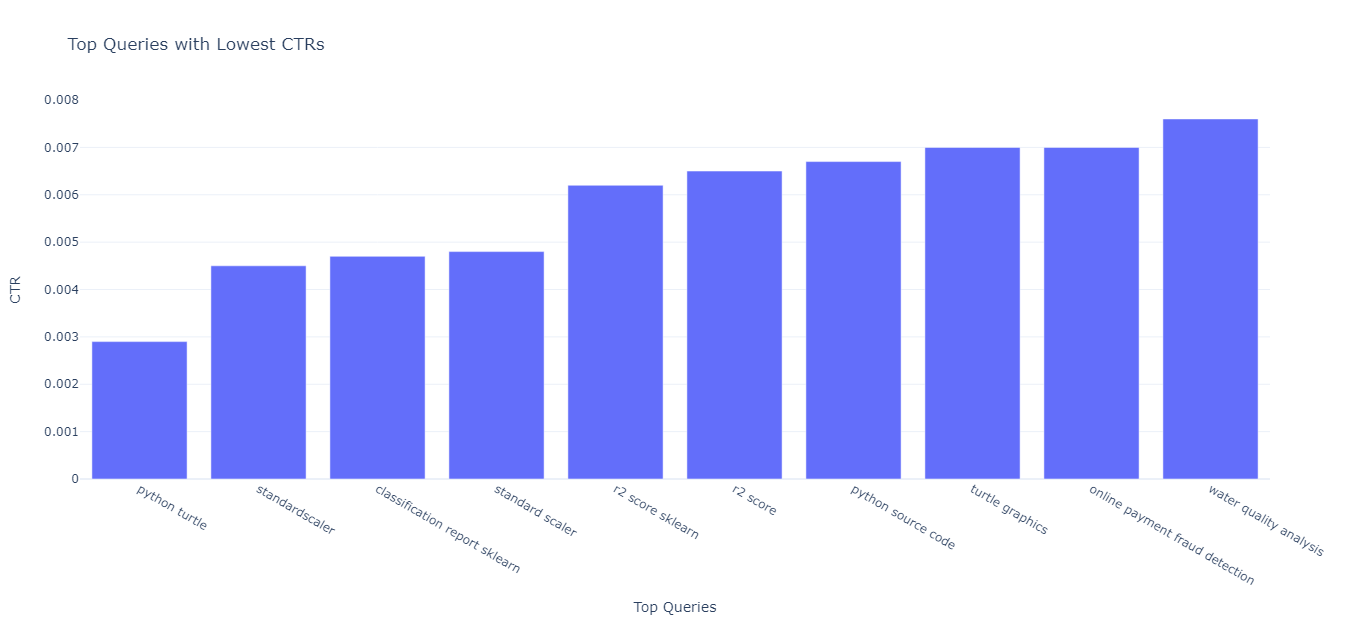 Top Queries with Lowest CTRs
0.008
0.007
0.006
0.005
0.004
0.003
0.002
0.001
0
CTR
python turtle
standardscaler
classification report sklearn
standard scaler
r2 score sklearn
r2 score
python source code
turtle graphics
online payment fraud detection
water quality analysis
Top Queries